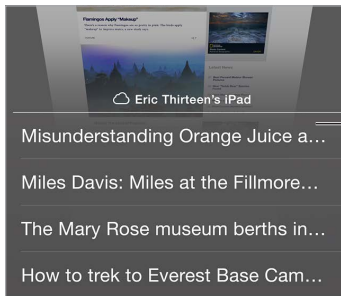 Flamingos Apply "Makeup"
Eric Thirteen's iPad
Misunderstanding Orange Juice a...
Miles Davis: Miles at the Fillmore...
The Mary Rose museum berths in...
How to trek to Everest Base Cam...